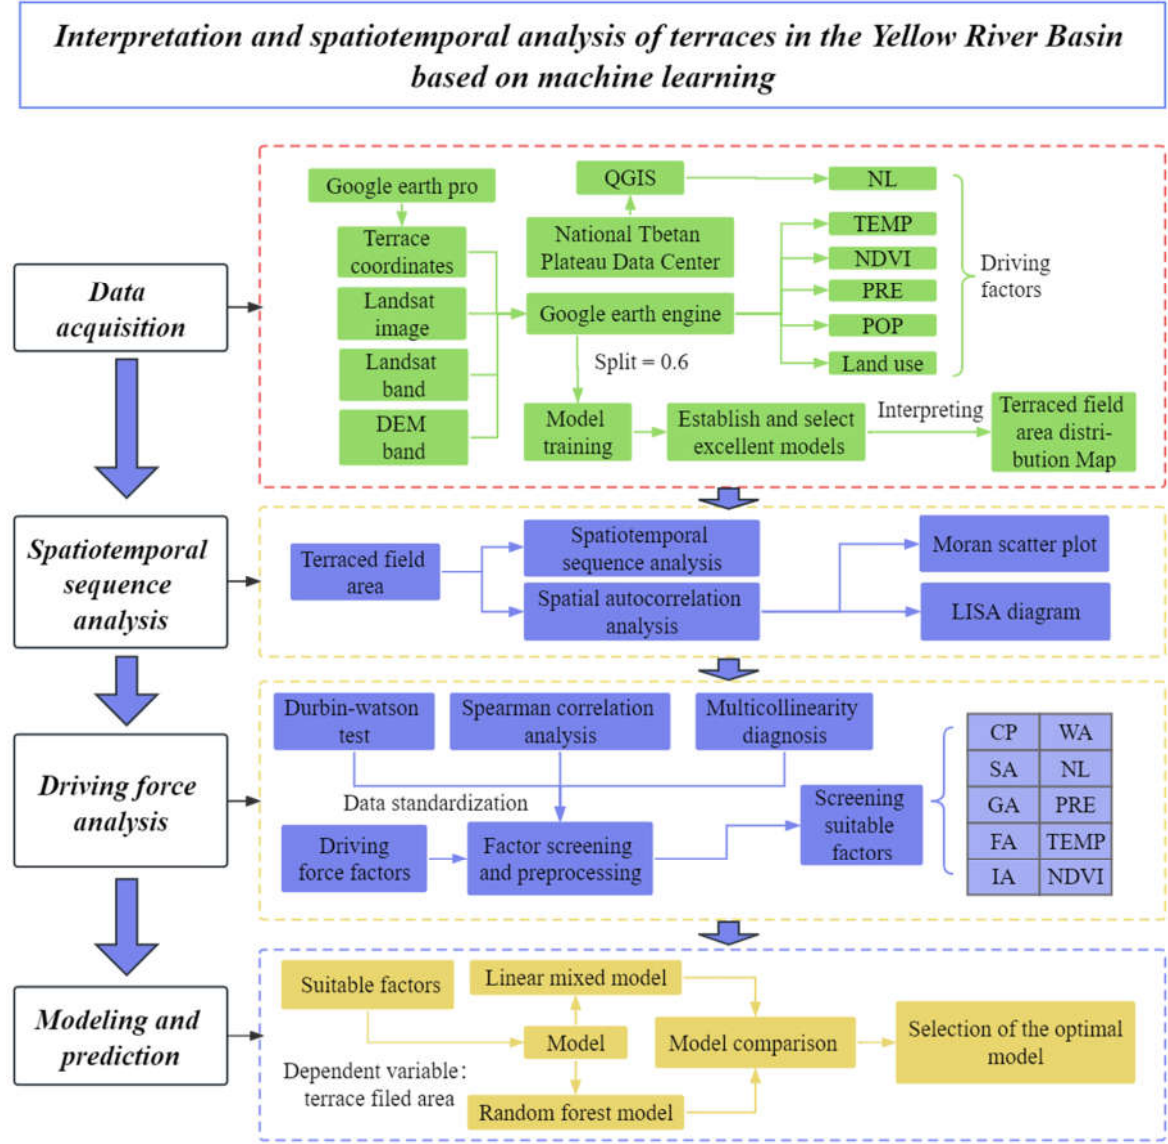 Interpretation and spatiotemporal analysis of terraces in the Yellow River Basin
based on machine learning
Data
acquisition
Google earth pro
Terrace
coordinates
Landsat
image
Landsat
band
DEM
band
QGIS
National Tbetan
Plateau Data Center
Google earth engine
Split = 0.6
Model
training
Establish and select
excellent models
Interpreting
Terraced field
area distri-
bution Map
NL
TEMP
NDVI
PRE
POP
Land use
Driving
factors
Spatiotemporal
sequence
analysis
Terraced field
area
Spatiotemporal
sequence analysis
Spatial autocorrelation
analysis
Moran scatter plot
LISA diagram
Driving force
analysis
Durbin-watson
test
Spearman correlation
analysis
Multicollinearity
diagnosis
Data standardization
Driving
force factors
Factor screening
and preprocessing
Screening
suitable
factors
CP WA
SA NL
GA PRE
FA TEMP
IA NDVI
Modeling and
prediction
Suitable factors
Linear mixed model
Model
Dependent variable:
terrace filed area
Random forest model
Model comparison
Selection of the optimal
model